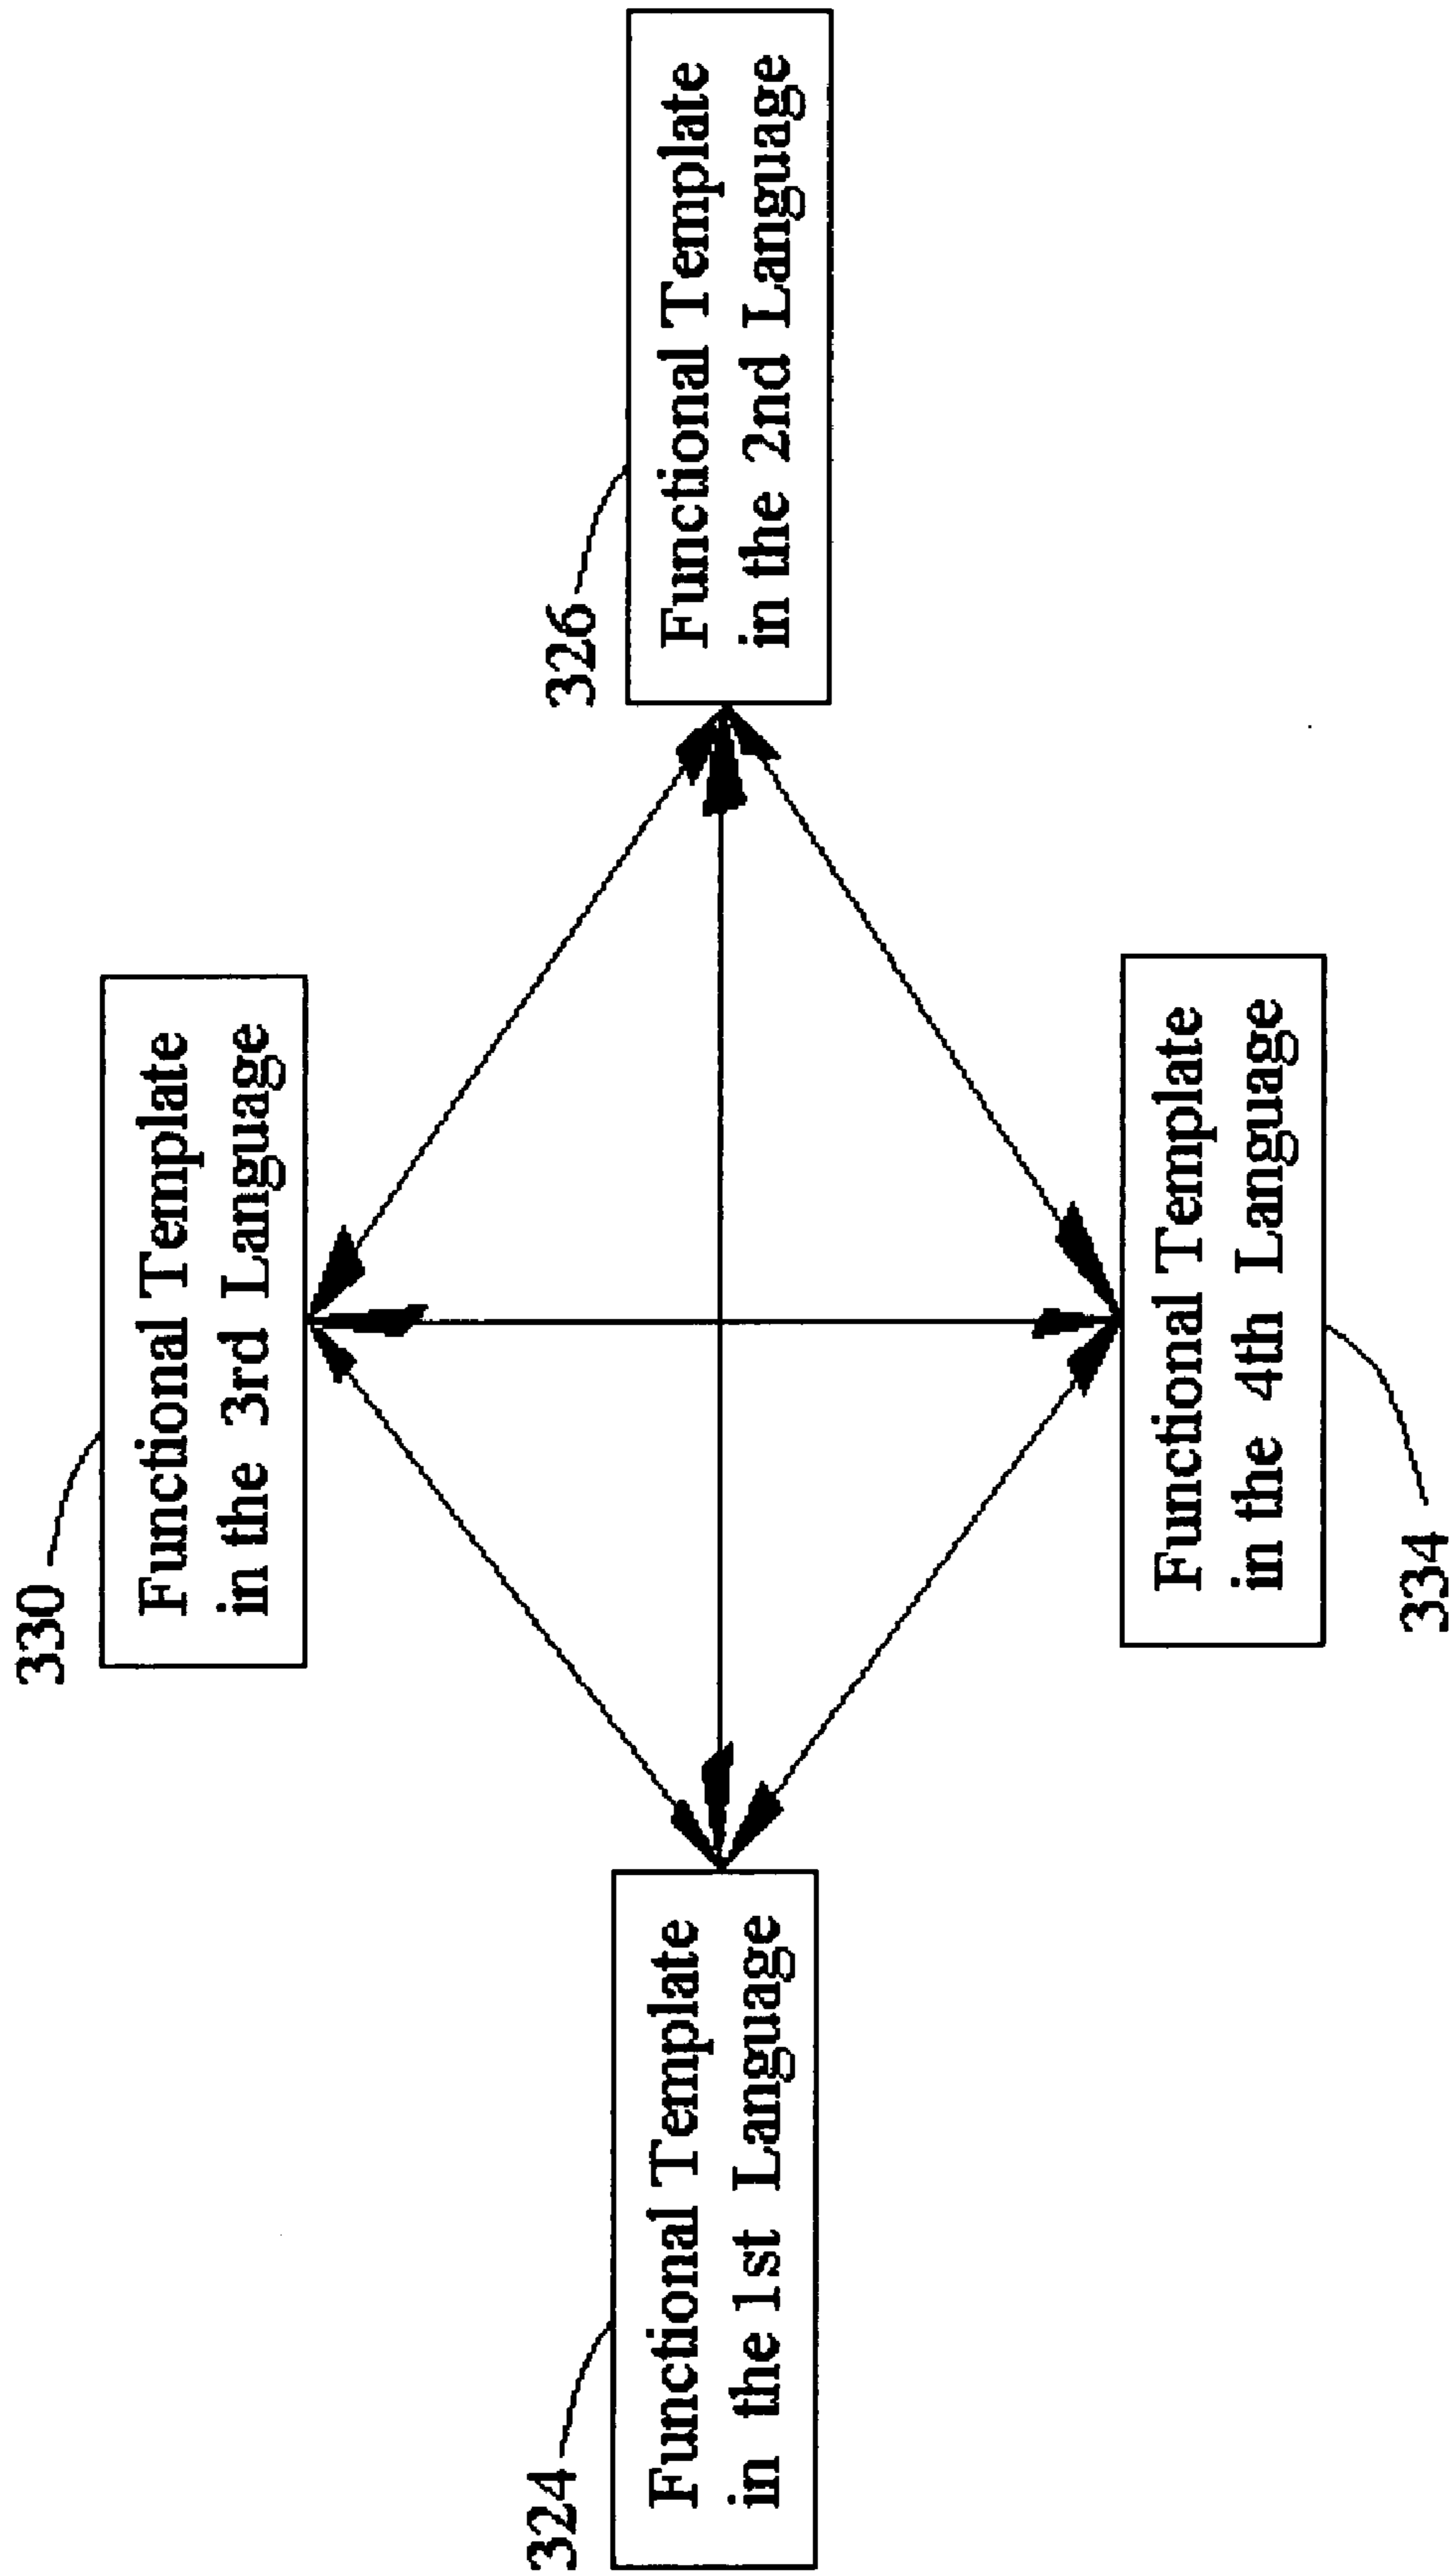 330
Functional Template
in the 3rd Language
324
Functional Template
in the 1st Language
326
Functional Template
in the 2nd Language
Functional Template
in the 4th Language
334